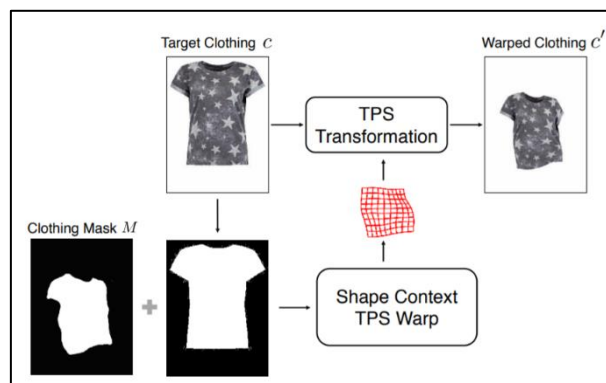 Target Clothing c
Warped Clothing c′
TPS
Transformation
Clothing Mask M
Shape Context
TPS Warp